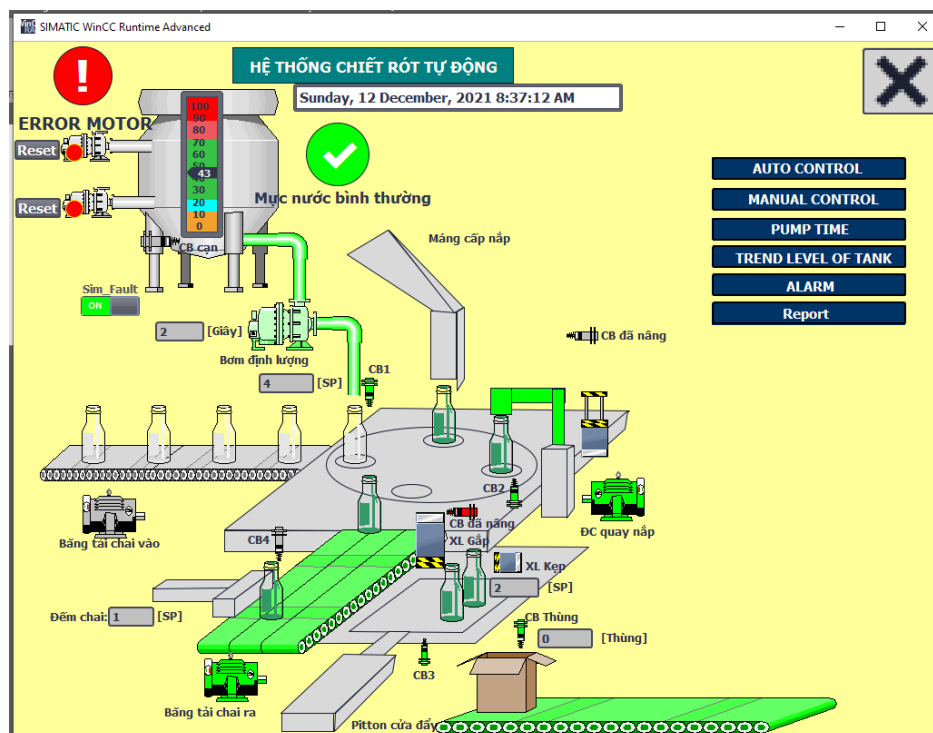 SIMATIC WinCC Runtime Advanced
HỆ THỐNG CHIẾT RÓT TỰ ĐỘNG
Sunday, 12 December, 2021 8:37:12 AM
ERROR MOTOR
Reset
Reset
100
90
80
70
60
50
43
30
20
10
0
Mực nước bình thường
CB cạn
Sim_Fault
ON
2 [Giây]
Bơm định lượng
4 [SP]
CB1
Máng cấp nắp
CB đã nâng
AUTO CONTROL
MANUAL CONTROL
PUMP TIME
TREND LEVEL OF TANK
ALARM
Report
CB2
ĐC quay nắp
Băng tải chai vào
CB4
CB đã nâng
XL Gắp
XL Kẹp
2 [SP]
Đếm chai: 1 [SP]
CB Thùng
0 [Thùng]
CB3
Băng tải chai ra
Pitton cửa đẩy